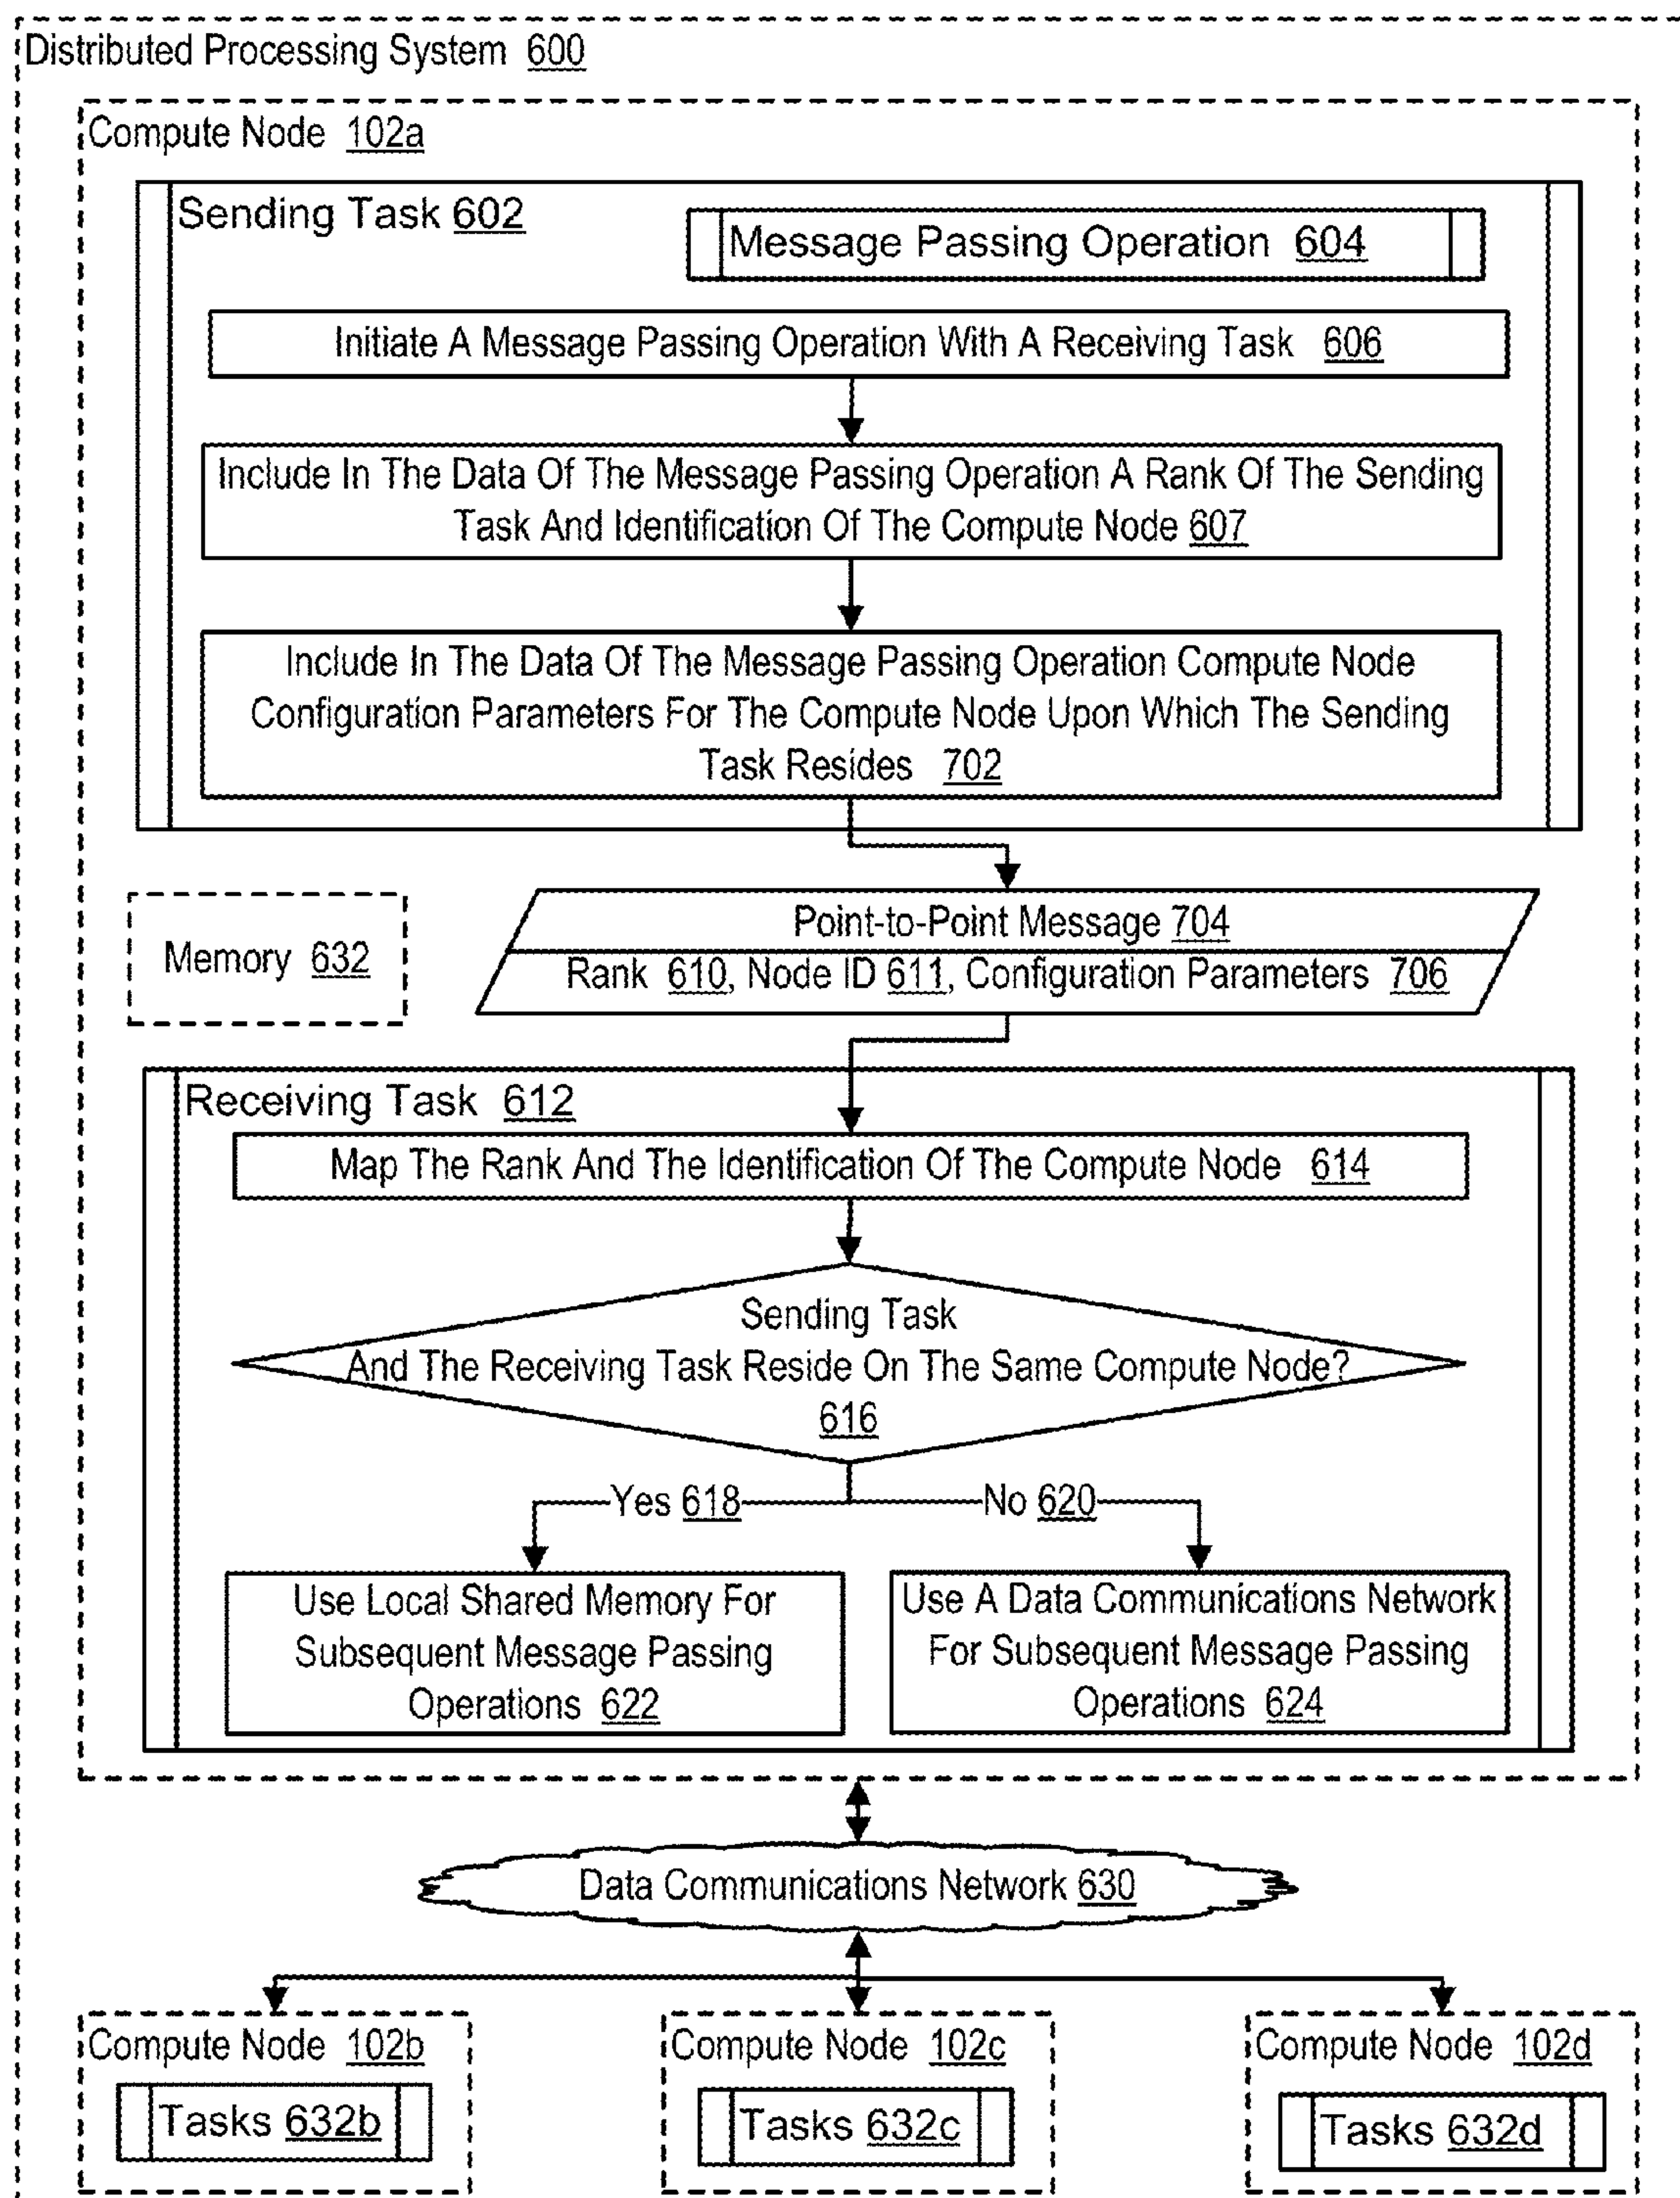 Distributed Processing System 600
Compute Node 102a
Sending Task 602
Message Passing Operation 604
Initiate A Message Passing Operation With A Receiving Task 606
Include In The Data Of The Message Passing Operation A Rank Of The Sending
Task And Identification Of The Compute Node 607
Include In The Data Of The Message Passing Operation Compute Node
Configuration Parameters For The Compute Node Upon Which The Sending
Task Resides 702
Point-to-Point Message 704
Memory 632
Rank 610, Node ID 611, Configuration Parameters 706
Receiving Task 612
Map The Rank And The Identification Of The Compute Node 614
Sending Task
And The Receiving Task Reside On The Same Compute Node?
616
Yes 618
No 620
Use Local Shared Memory For
Subsequent Message Passing
Operations 622
Use A Data Communications Network
For Subsequent Message Passing
Operations 624
Data Communications Network 630
Compute Node 102b
Tasks 632b
Compute Node 102c
Tasks 632c
Compute Node 102d
Tasks 632d